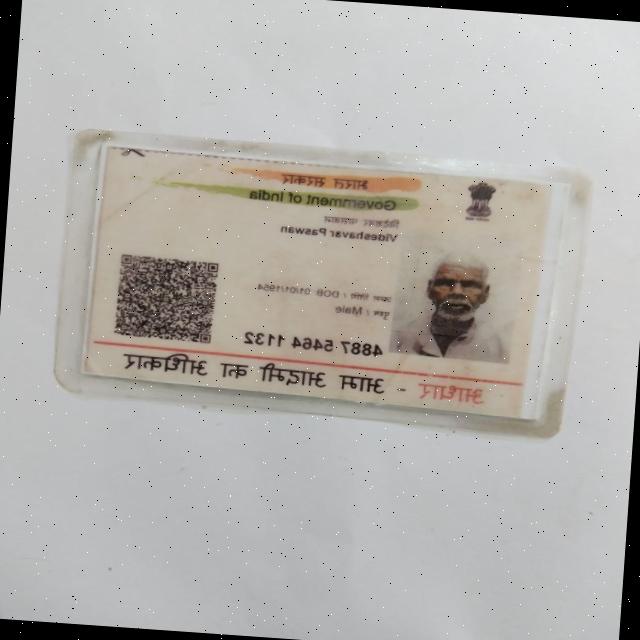 भारत सरकार
Government of India
पासवान
Videshavar Paswan
जन्म तिथि / DOB 01/01/1954
पुरुष / Male
4887 5464 1132
आधार - आम आदमी का अधिकार